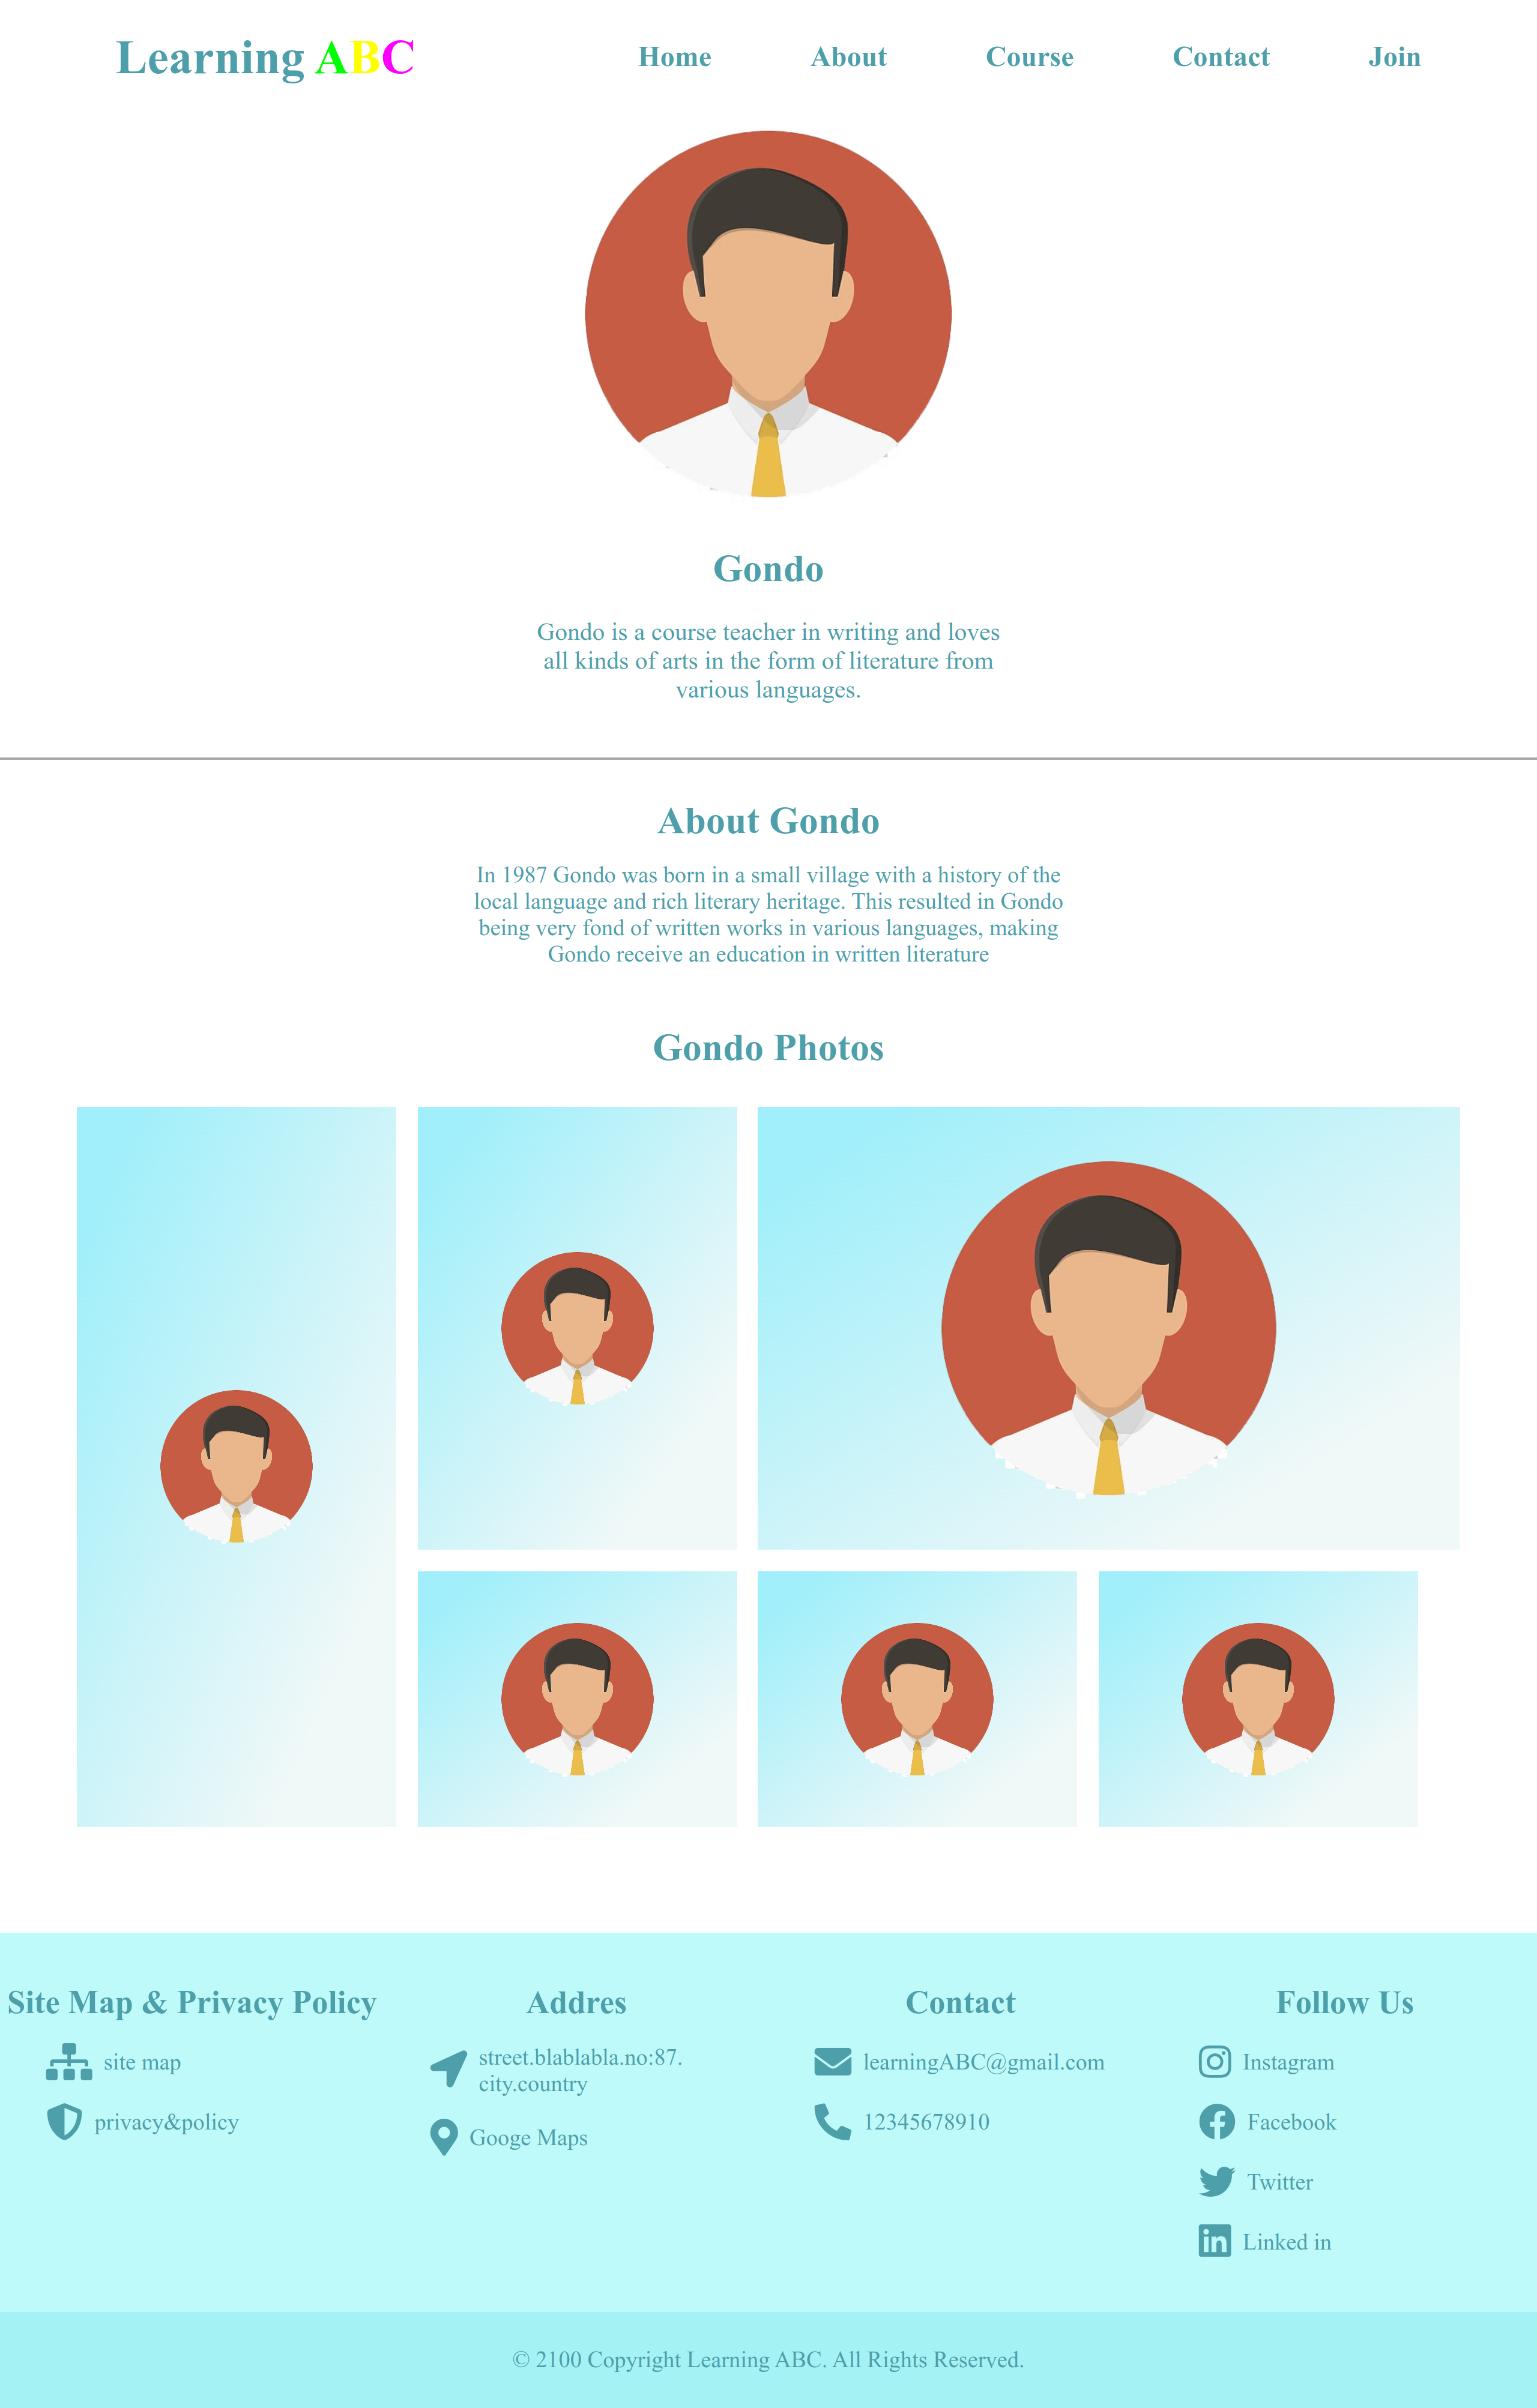 Learning ABC
Home About Course Contact Join
Gondo
Gondo is a course teacher in writing and loves
all kinds of arts in the form of literature from
various languages.
About Gondo
In 1987 Gondo was born in a small village with a history of the
local language and rich literary heritage. This resulted in Gondo
being very fond of written works in various languages, making
Gondo receive an education in written literature
Gondo Photos
Site Map & Privacy Policy
site map
privacy&policy
Addres
street.blablabla.no:87.
city.country
Googe Maps
Contact
learningABC@gmail.com
12345678910
Follow Us
Instagram
Facebook
Twitter
Linked in
© 2100 Copyright Learning ABC. All Rights Reserved.